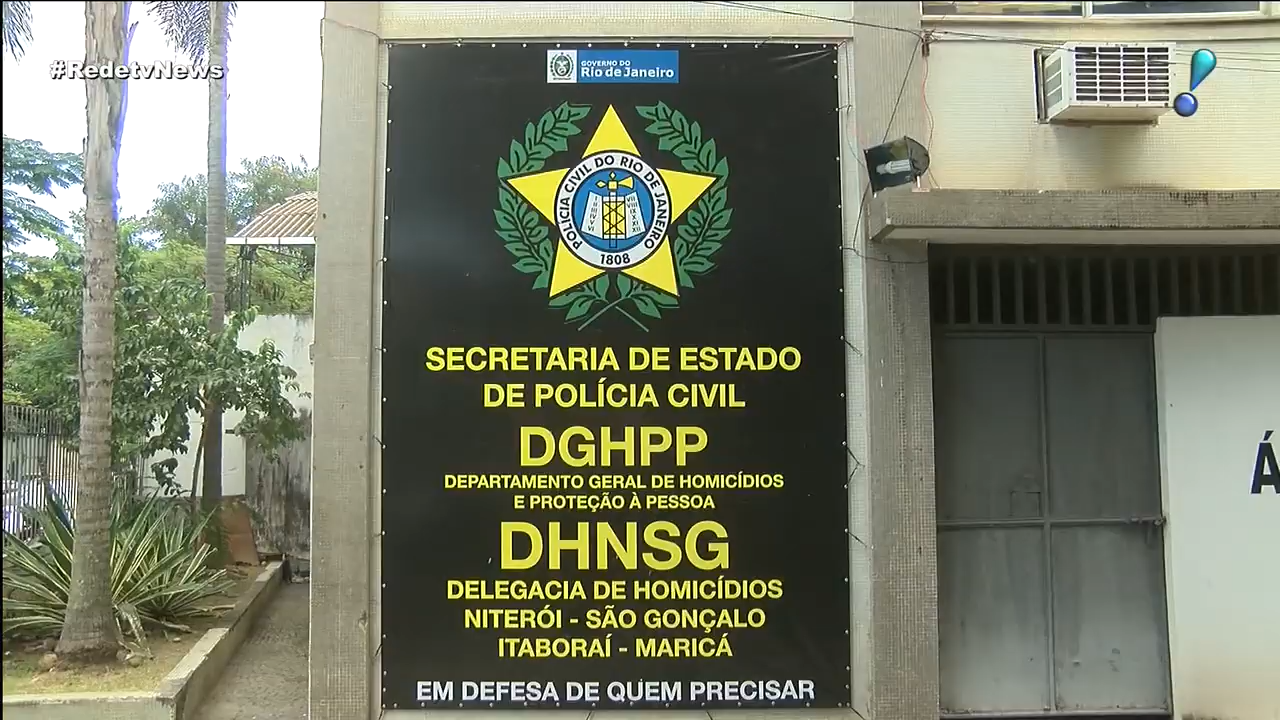 #RedetvNews
GOVERNO DO
Rio de Janeiro
POLICIA CIVIL DO RIO DE JANEIRO
1808
SECRETARIA DE ESTADO
DE POLÍCIA CIVIL
DGHPP
DEPARTAMENTO GERAL DE HOMICÍDIOS
E PROTEÇÃO À PESSOA
DHNSG
DELEGACIA DE HOMICÍDIOS
NITERÓI - SÃO GONÇALO
ITABORAÍ - MARICÁ
EM DEFESA DE QUEM PRECISAR
Á